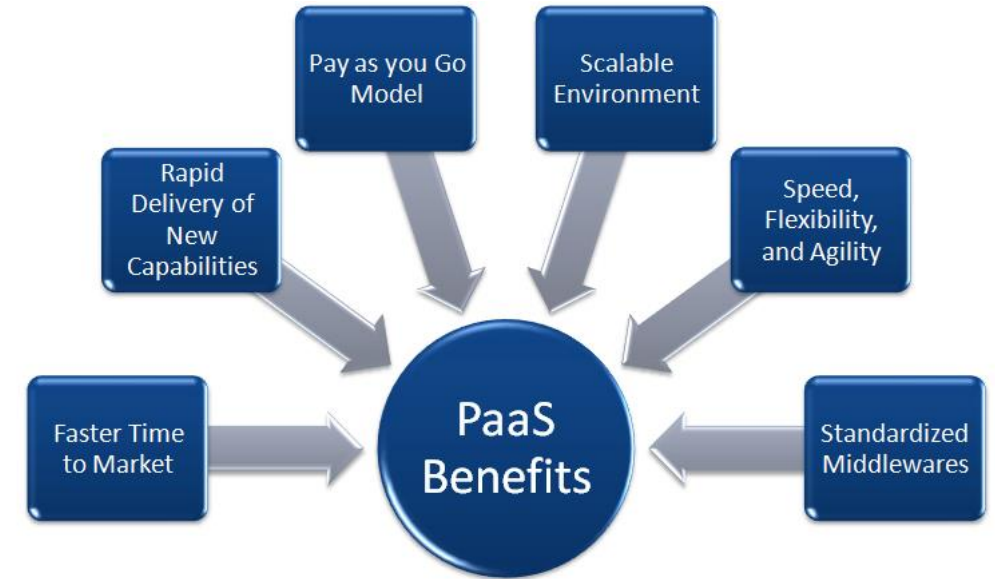 Pay as you Go
Model
Scalable
Environment
Rapid
Delivery of
New
Capabilities
Speed,
Flexibility,
and Agility
Faster Time
to Market
PaaS
Benefits
Standardized
Middlewares